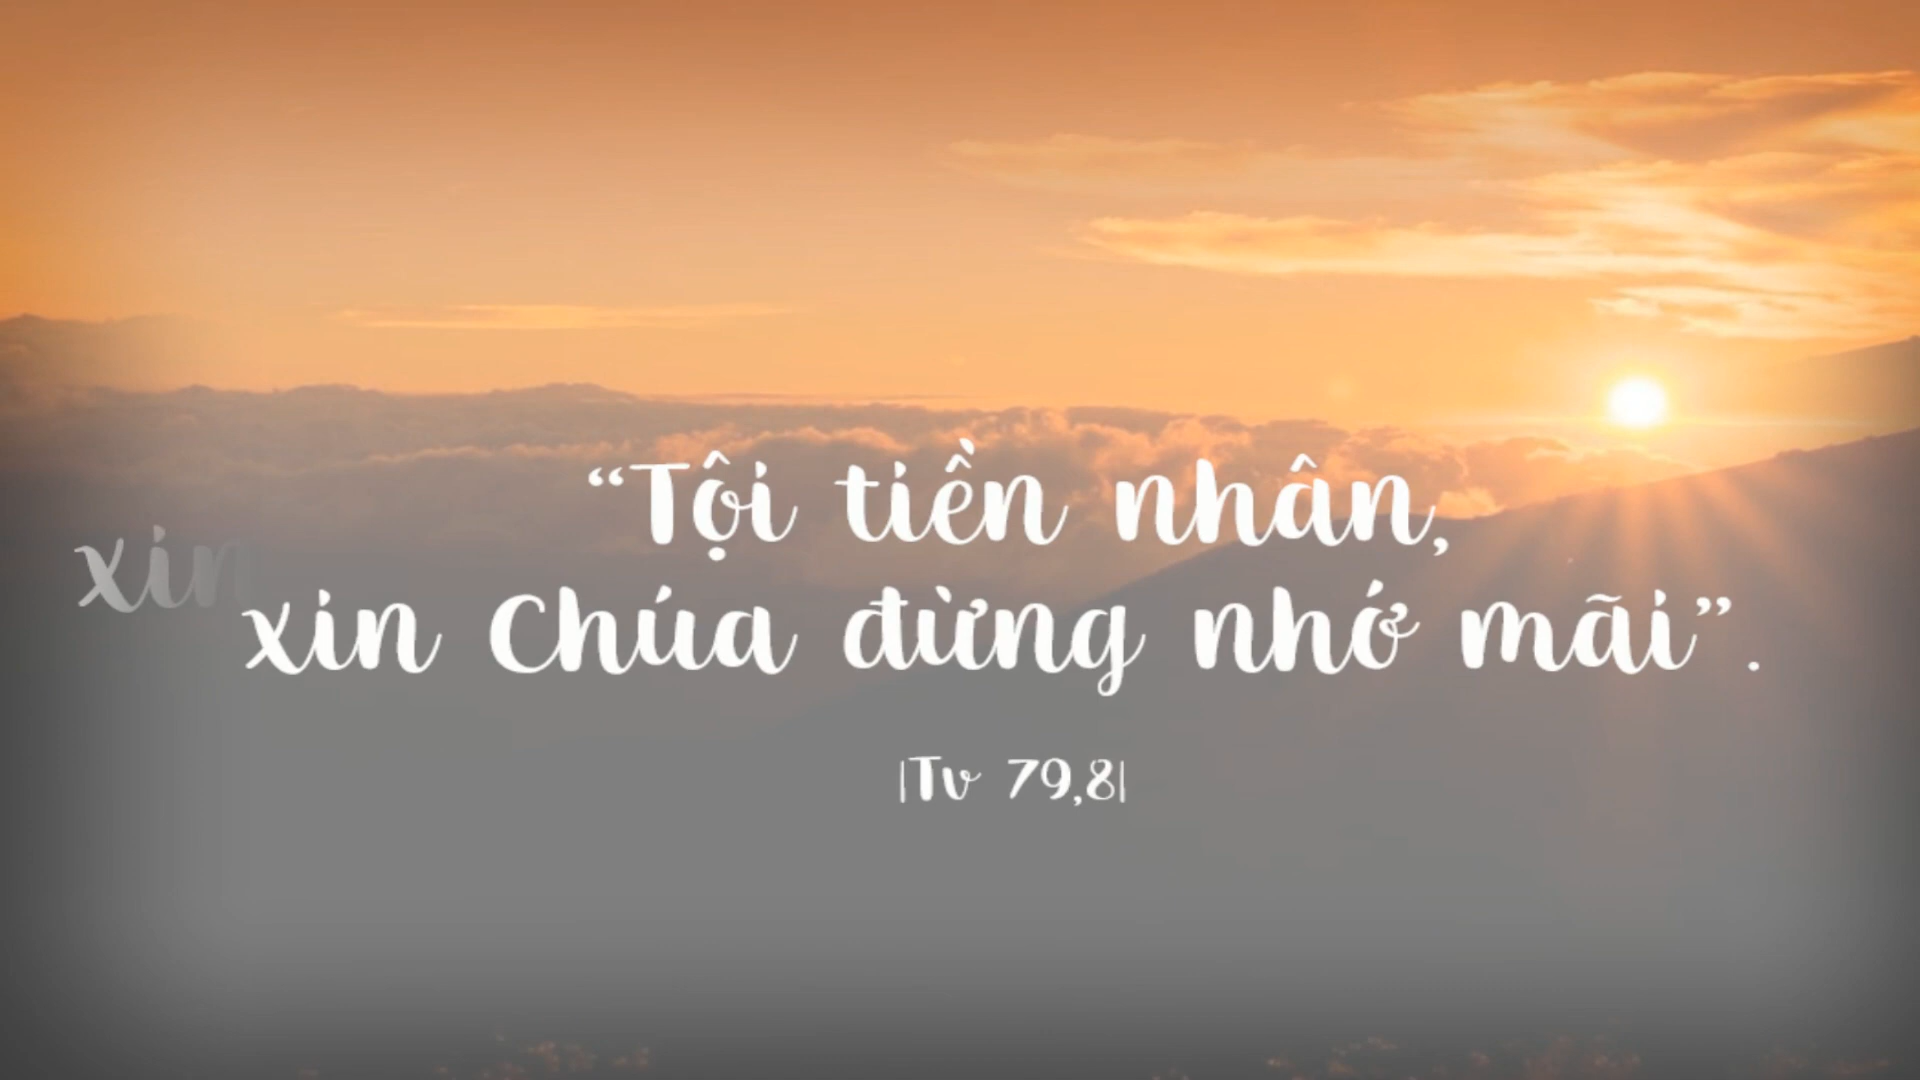 “Tội tiền nhân,
xin
xin Chúa đừng nhớ mãi”.
|Tv 79,8|